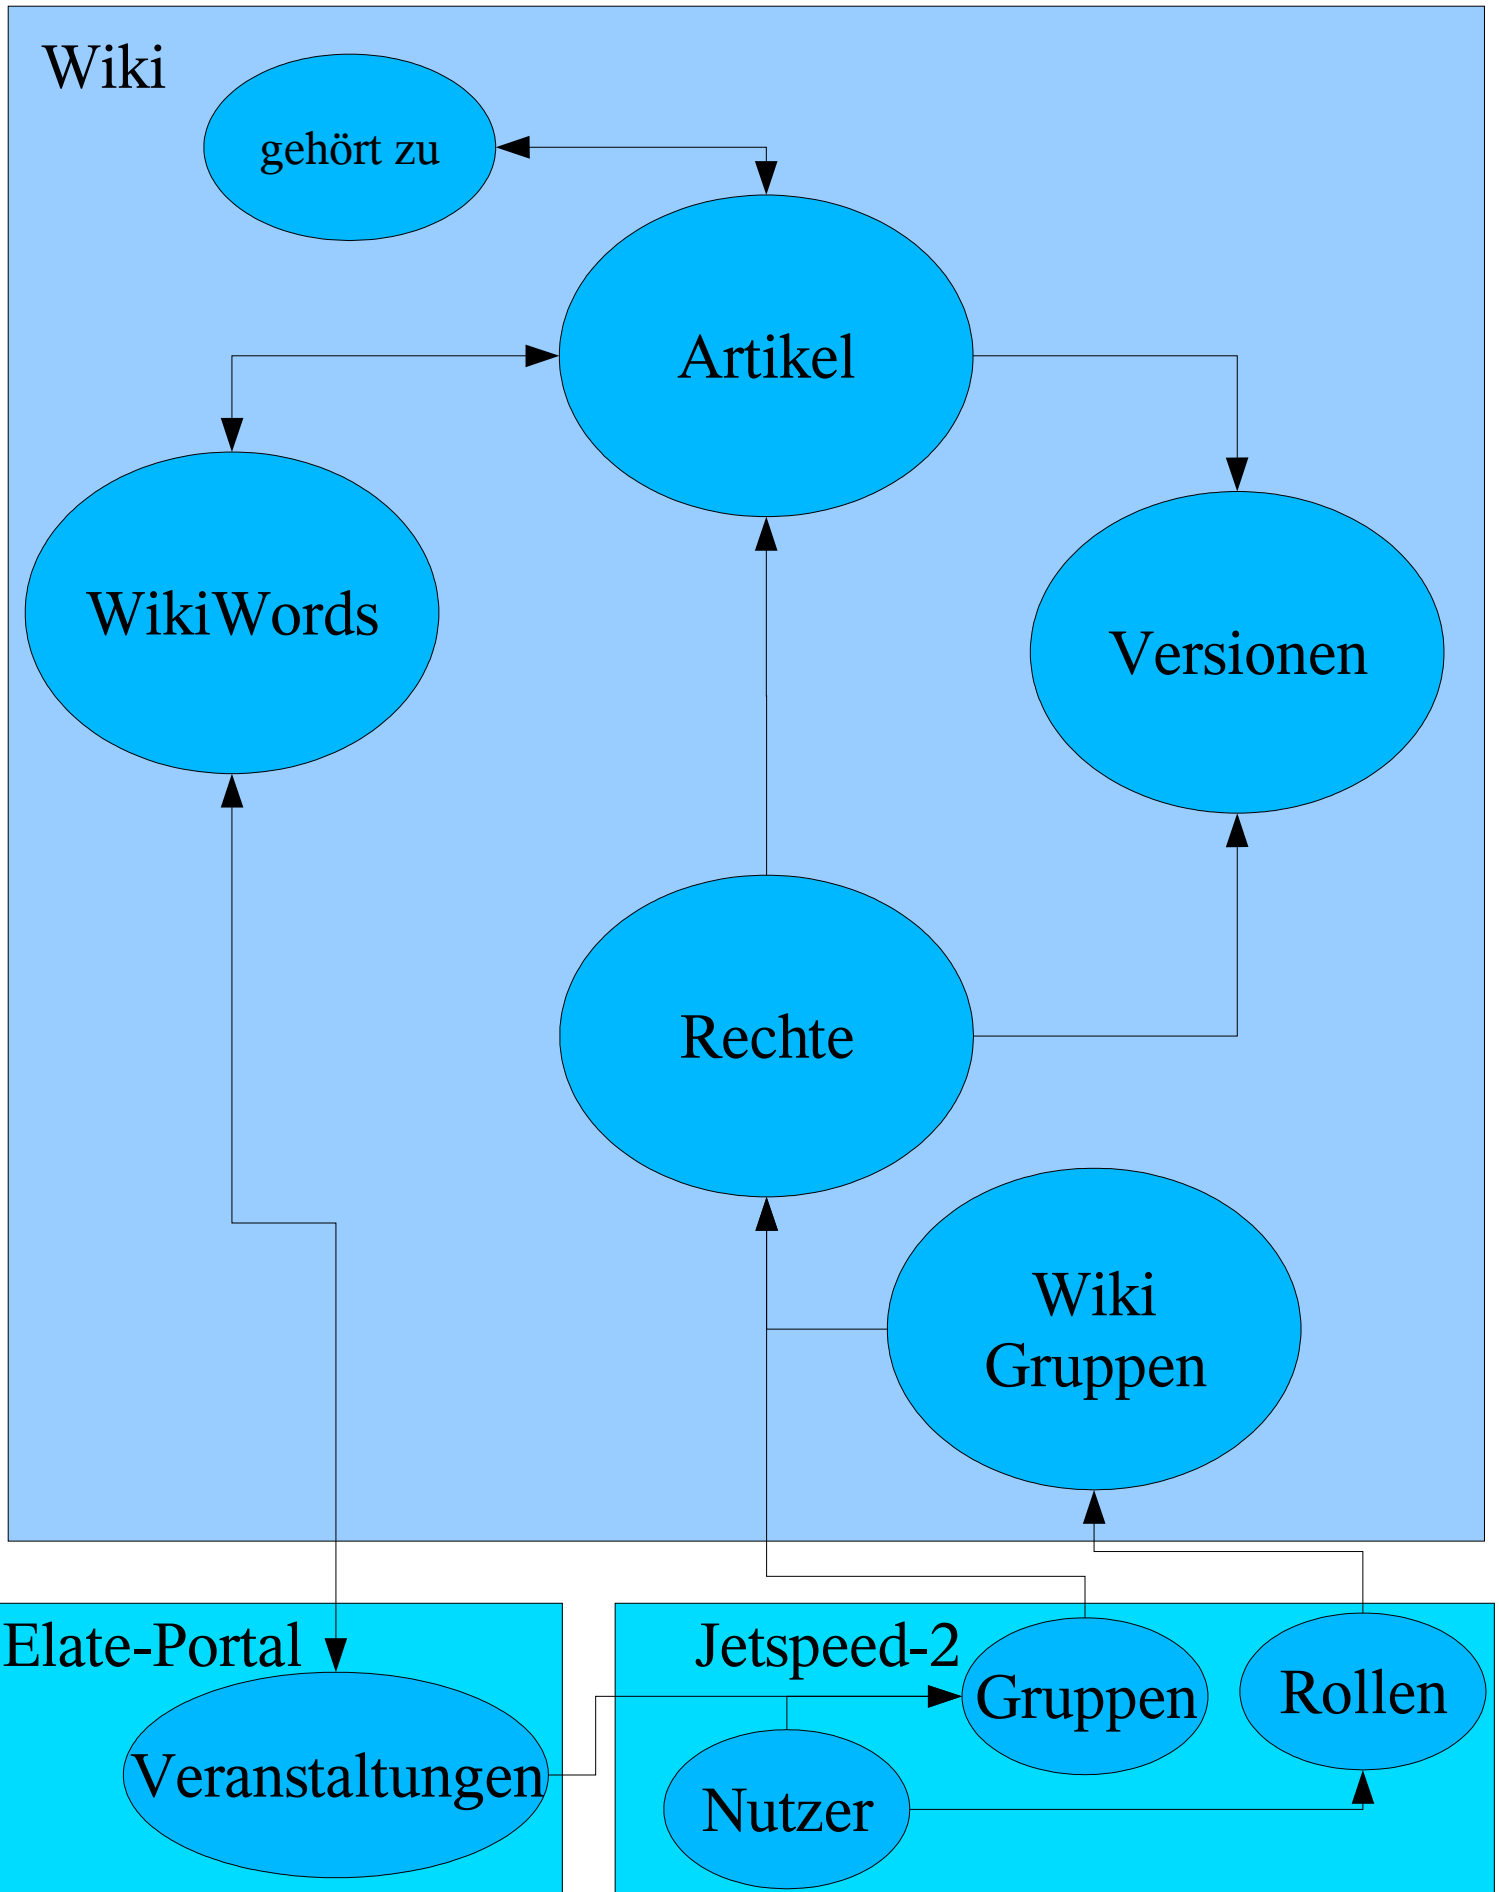 Wiki
gehört zu
Artikel
WikiWords
Versionen
Rechte
Wiki
Gruppen
Elate-Portal
Jetspeed-2
Gruppen
Rollen
Veranstaltungen
Nutzer